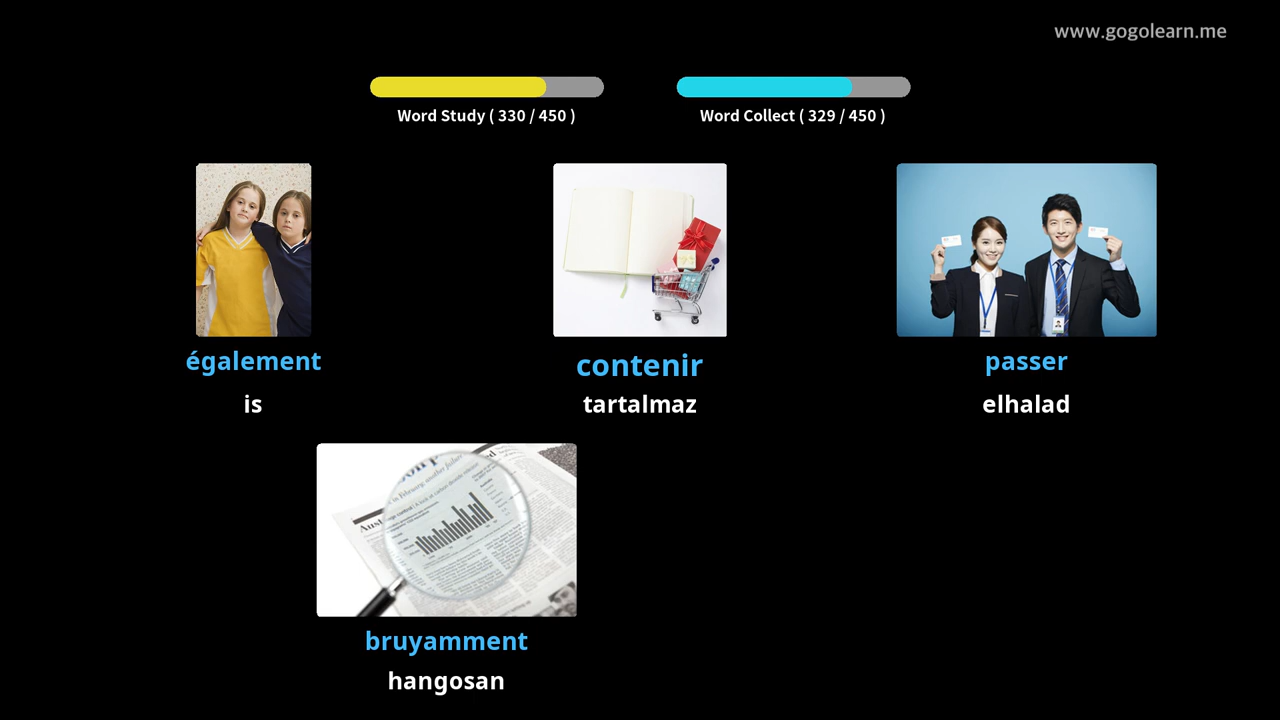 www.gogolearn.me
Word Study ( 330 / 450 )
Word Collect ( 329 / 450 )
également
contenir
passer
is
tartalmaz
elhalad
bruyamment
hangosan